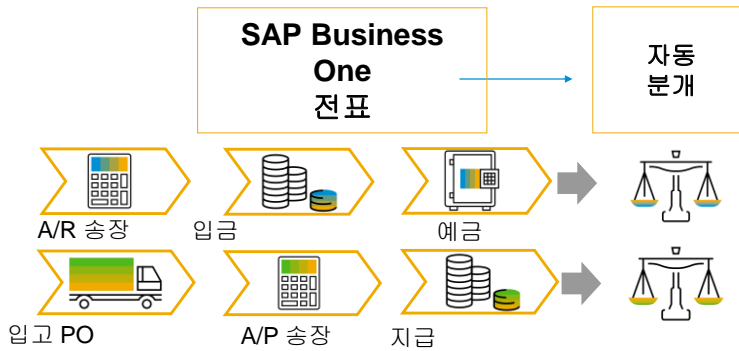 SAP Business
One
전표
자동
분개
A/R 송장
입금
예금
입고 PO
A/P 송장
지급